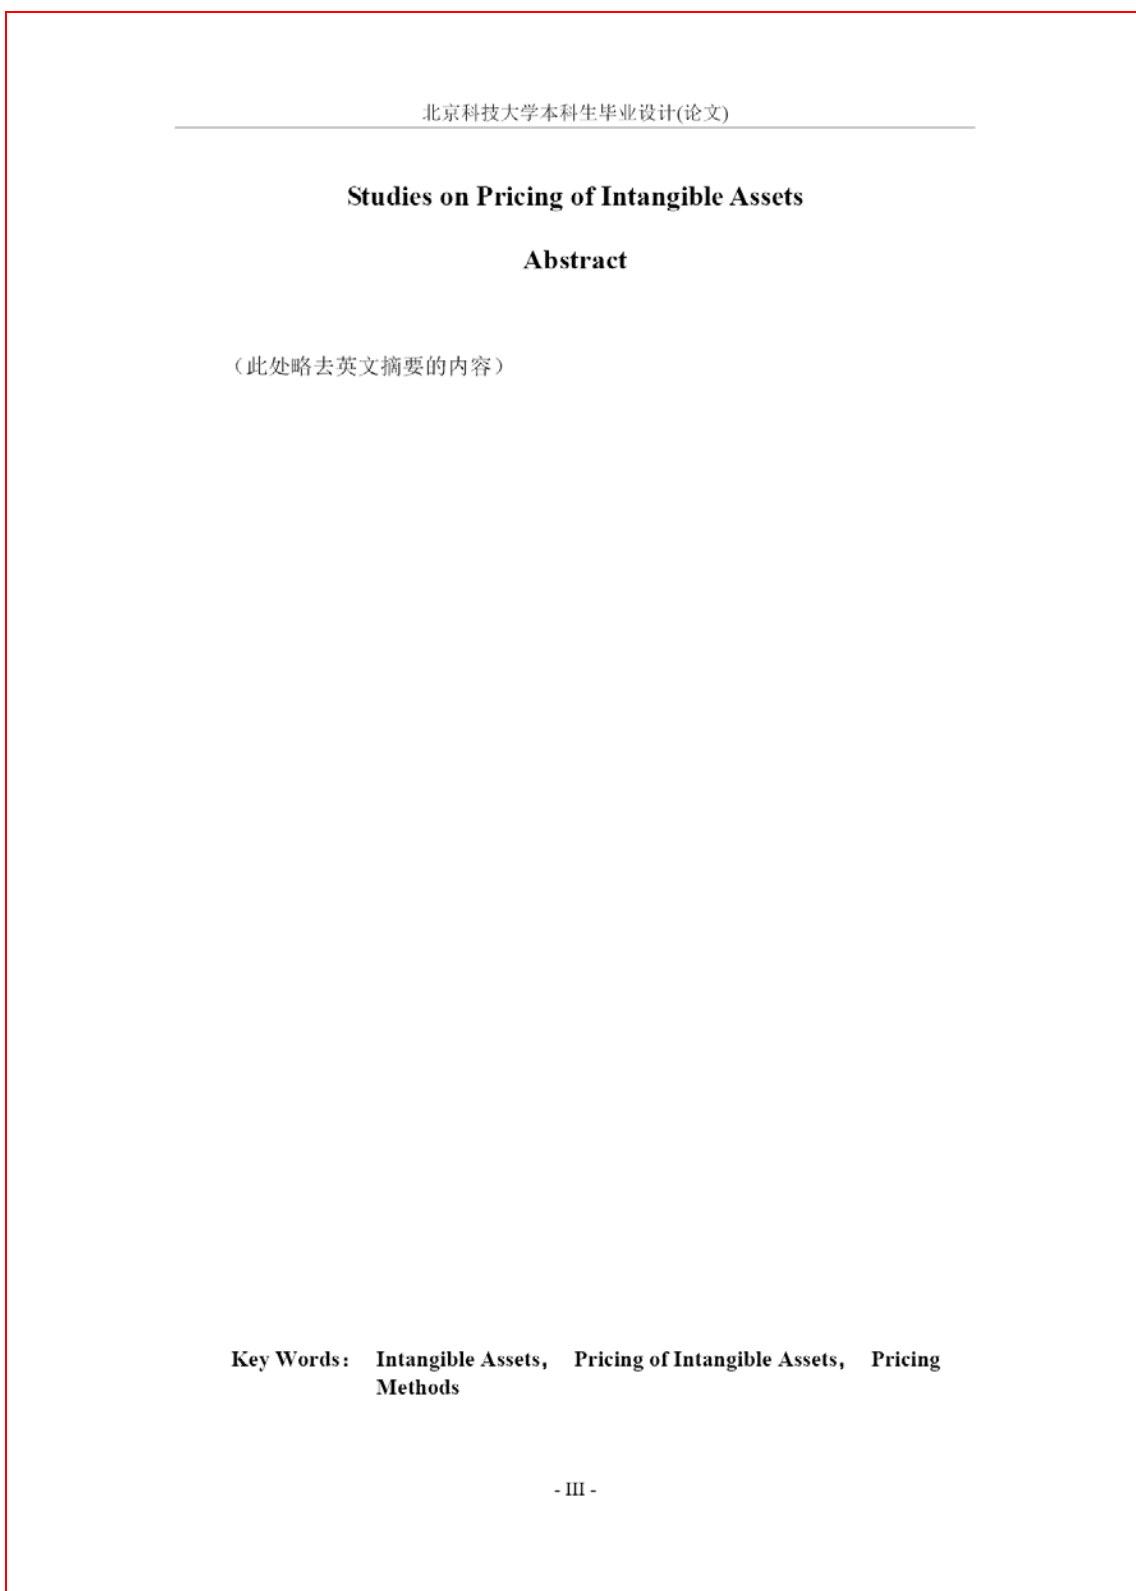 北京科技大学本科生毕业设计(论文)
Studies on Pricing of Intangible Assets
Abstract
（此处略去英文摘要的内容）
Key Words： Intangible Assets， Pricing of Intangible Assets， Pricing
Methods
- III -